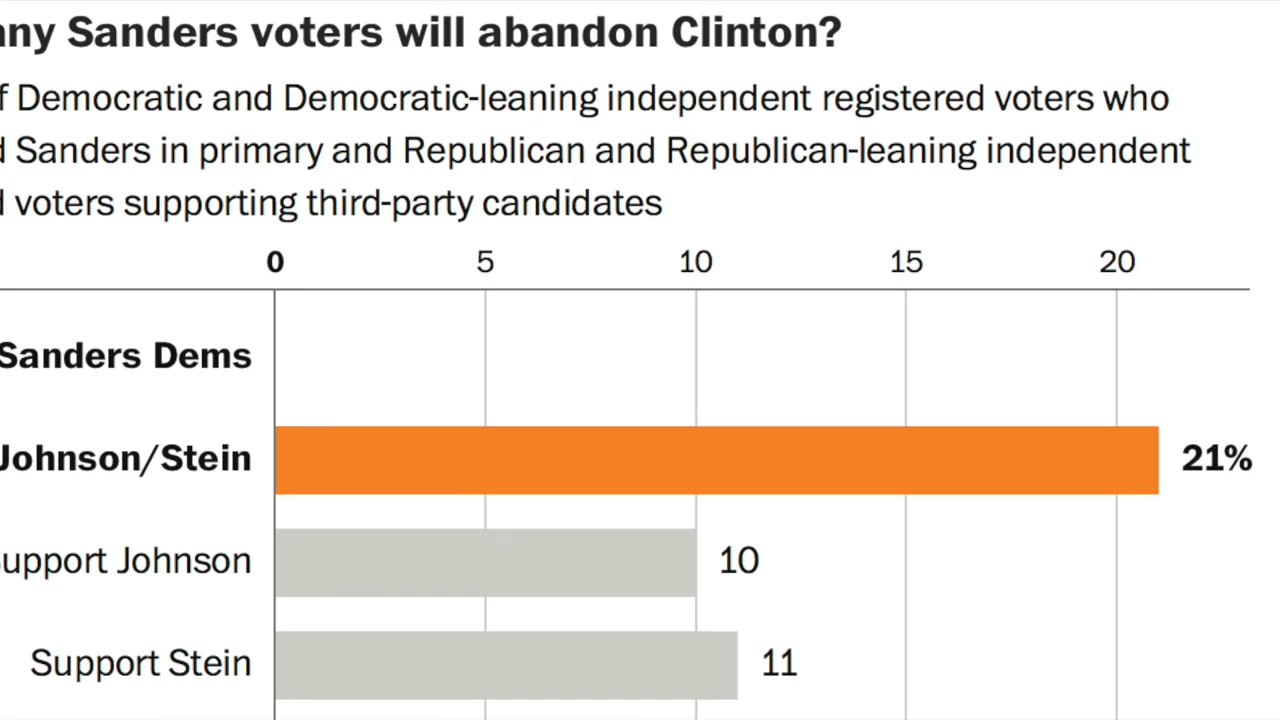 any Sanders voters will abandon Clinton?
f Democratic and Democratic-leaning independent registered voters who
d Sanders in primary and Republican and Republican-leaning independent
d voters supporting third-party candidates
0 5 10 15 20
Sanders Dems
Johnson/Stein 21%
upport Johnson 10
Support Stein 11